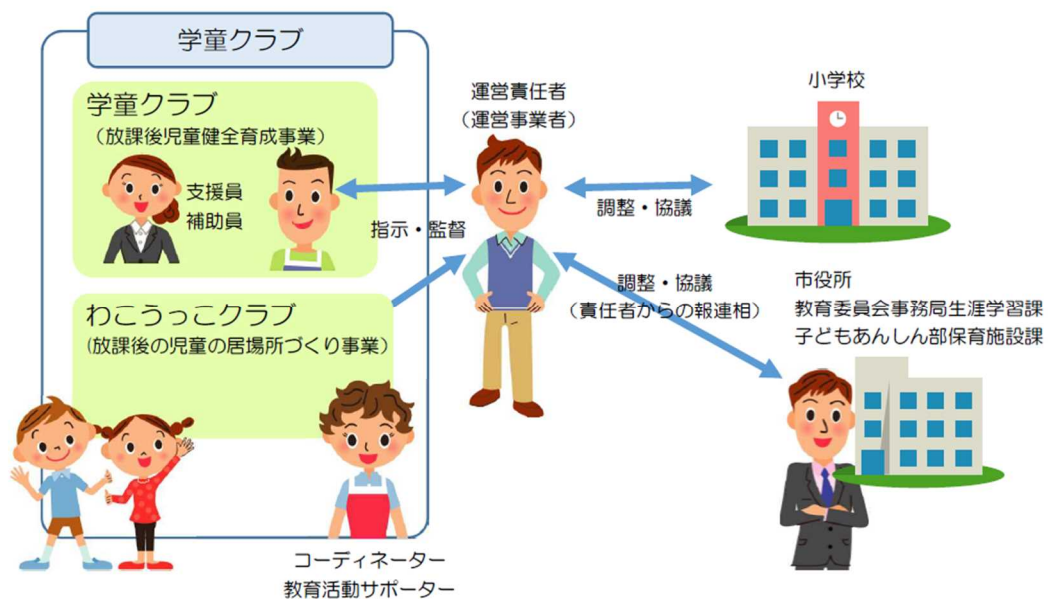 学童クラブ
学童クラブ
（放課後児童健全育成事業）
支援員
補助員
わこうっこクラブ
(放課後の児童の居場所づくり事業）
コーディネーター
教育活動サポーター
運営責任者
（運営事業者）
指示・監督
小学校
調整・協議
調整・協議
（責任者からの報連相）
市役所
教育委員会事務局生涯学習課
子どもあんしん部保育施設課